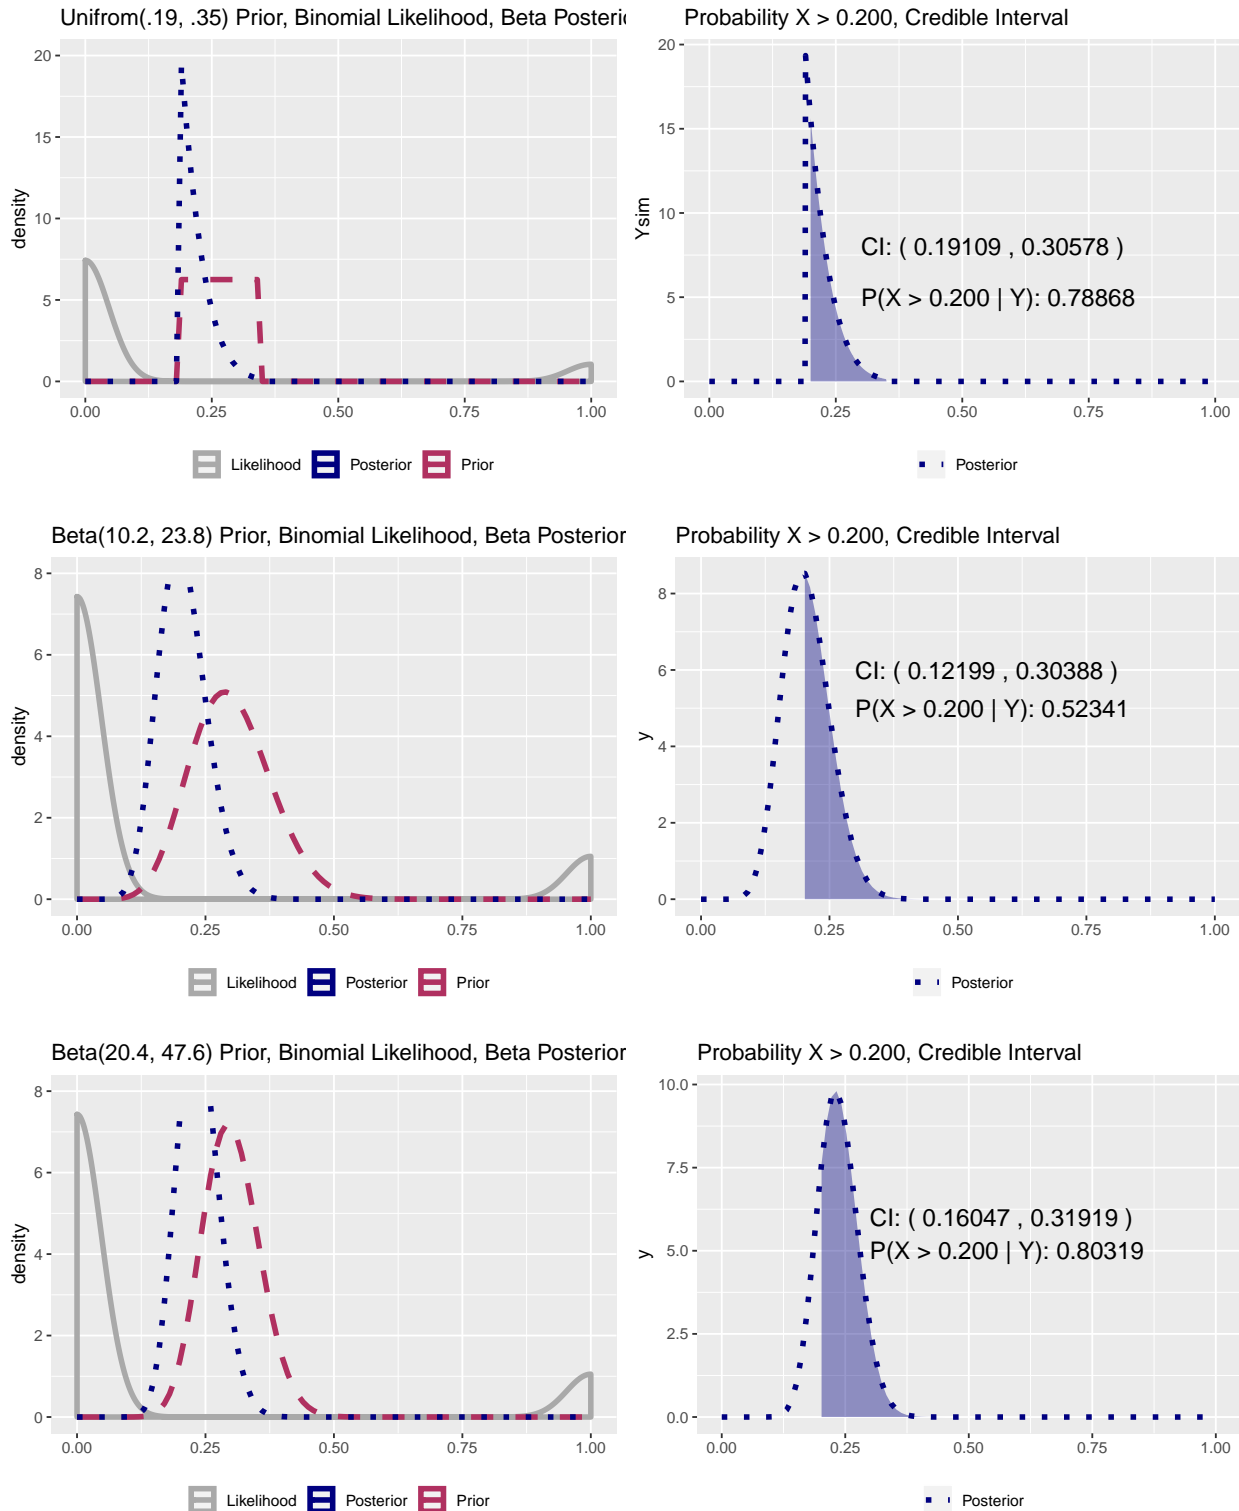 Unifrom(.19, .35) Prior, Binomial Likelihood, Beta Posteri
Probability X > 0.200, Credible Interval
20
15
10
5
0
density
0.00 0.25 0.50 0.75 1.00
Likelihood Posterior Prior
20
15
10
5
0
Ysim
CI: ( 0.19109 , 0.30578 )
P(X > 0.200 | Y): 0.78868
0.00 0.25 0.50 0.75 1.00
Posterior
Beta(10.2, 23.8) Prior, Binomial Likelihood, Beta Posterior
Probability X > 0.200, Credible Interval
8
6
4
2
0
density
0.00 0.25 0.50 0.75 1.00
Likelihood Posterior Prior
8
6
4
2
0
y
CI: ( 0.12199 , 0.30388 )
P(X > 0.200 | Y): 0.52341
0.00 0.25 0.50 0.75 1.00
Posterior
Beta(20.4, 47.6) Prior, Binomial Likelihood, Beta Posterior
Probability X > 0.200, Credible Interval
8
6
4
2
0
density
0.00 0.25 0.50 0.75 1.00
Likelihood Posterior Prior
10.0
7.5
5.0
2.5
0.0
y
CI: ( 0.16047 , 0.31919 )
P(X > 0.200 | Y): 0.80319
0.00 0.25 0.50 0.75 1.00
Posterior